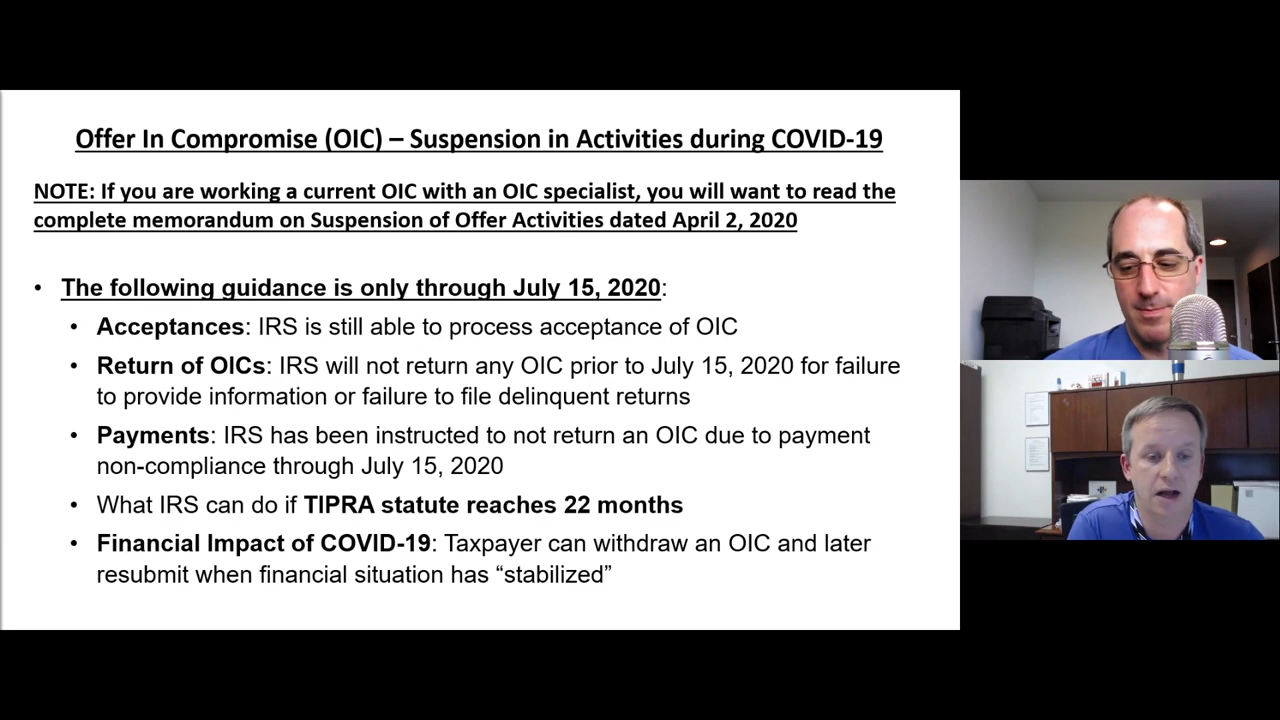 Offer In Compromise (OIC) – Suspension in Activities during COVID-19
NOTE: If you are working a current OIC with an OIC specialist, you will want to read the
complete memorandum on Suspension of Offer Activities dated April 2, 2020
• The following guidance is only through July 15, 2020:
• Acceptances: IRS is still able to process acceptance of OIC
• Return of OICs: IRS will not return any OIC prior to July 15, 2020 for failure
to provide information or failure to file delinquent returns
• Payments: IRS has been instructed to not return an OIC due to payment
non-compliance through July 15, 2020
• What IRS can do if TIPRA statute reaches 22 months
• Financial Impact of COVID-19: Taxpayer can withdraw an OIC and later
resubmit when financial situation has “stabilized”